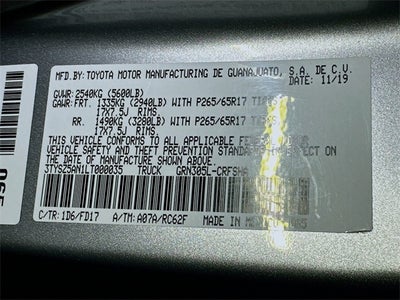 MFD.BY:TOYOTA MOTOR MANUFACTURING DE GUANAJUATO, S.A. DE C.V.
GVWR:2540KG (5600LB) DATE: 11/19
GAWR:FRT. 1335KG (2940LB) WITH P265/65R17
17X7.5J RIMS
RR. 1490KG (3280LB) WITH P265/65R17
17X7.5J RIMS
THIS VEHICLE CONFORMS TO ALL APPLICABLE FEDERAL MOTOR
VEHICLE SAFETY AND THEFT PREVENTION IN EFFECT ON
THE DATE OF MANUFACTURE SHOWN ABOVE.
3TYSZ5AN1LT000035 TRUCK GRN305L-CRFSHA
C/TR: 1D6/FD17 A/TM: A07A/RC62F MADE IN